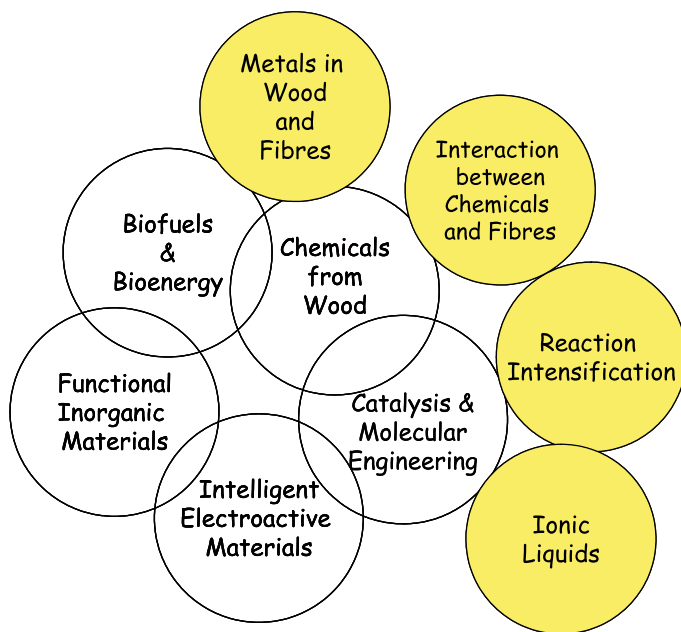 Metals in
Wood
and
Fibres
Interaction
between
Chemicals
and Fibres
Biofuels
&
Bioenergy
Chemicals
from
Wood
Reaction
Intensification
Functional
Inorganic
Materials
Catalysis &
Molecular
Engineering
Intelligent
Electroactive
Materials
Ionic
Liquids